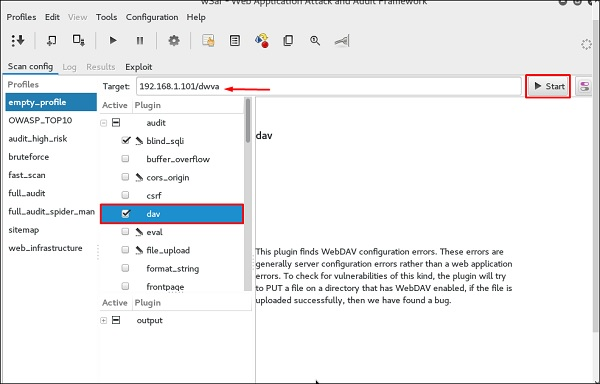 w3af - Web Application Attack and Audit Framework
Profiles Edit View Tools Configuration Help
Scan config Log Results Exploit
Target: 192.168.1.101/dwva Start
Profiles
empty_profile
OWASP_TOP10
audit_high_risk
bruteforce
fast_scan
full_audit
full_audit_spider_man
sitemap
web_infrastructure
Active Plugin
audit
blind_sqli
buffer_overflow
cors_origin
csrf
dav
eval
file_upload
format_string
frontpage
Active Plugin
output
dav
This plugin finds WebDAV configuration errors. These errors are
generally server configuration errors rather than a web application
errors. To check for vulnerabilities of this kind, the plugin will try
to PUT a file on a directory that has WebDAV enabled, if the file is
uploaded successfully, then we have found a bug.